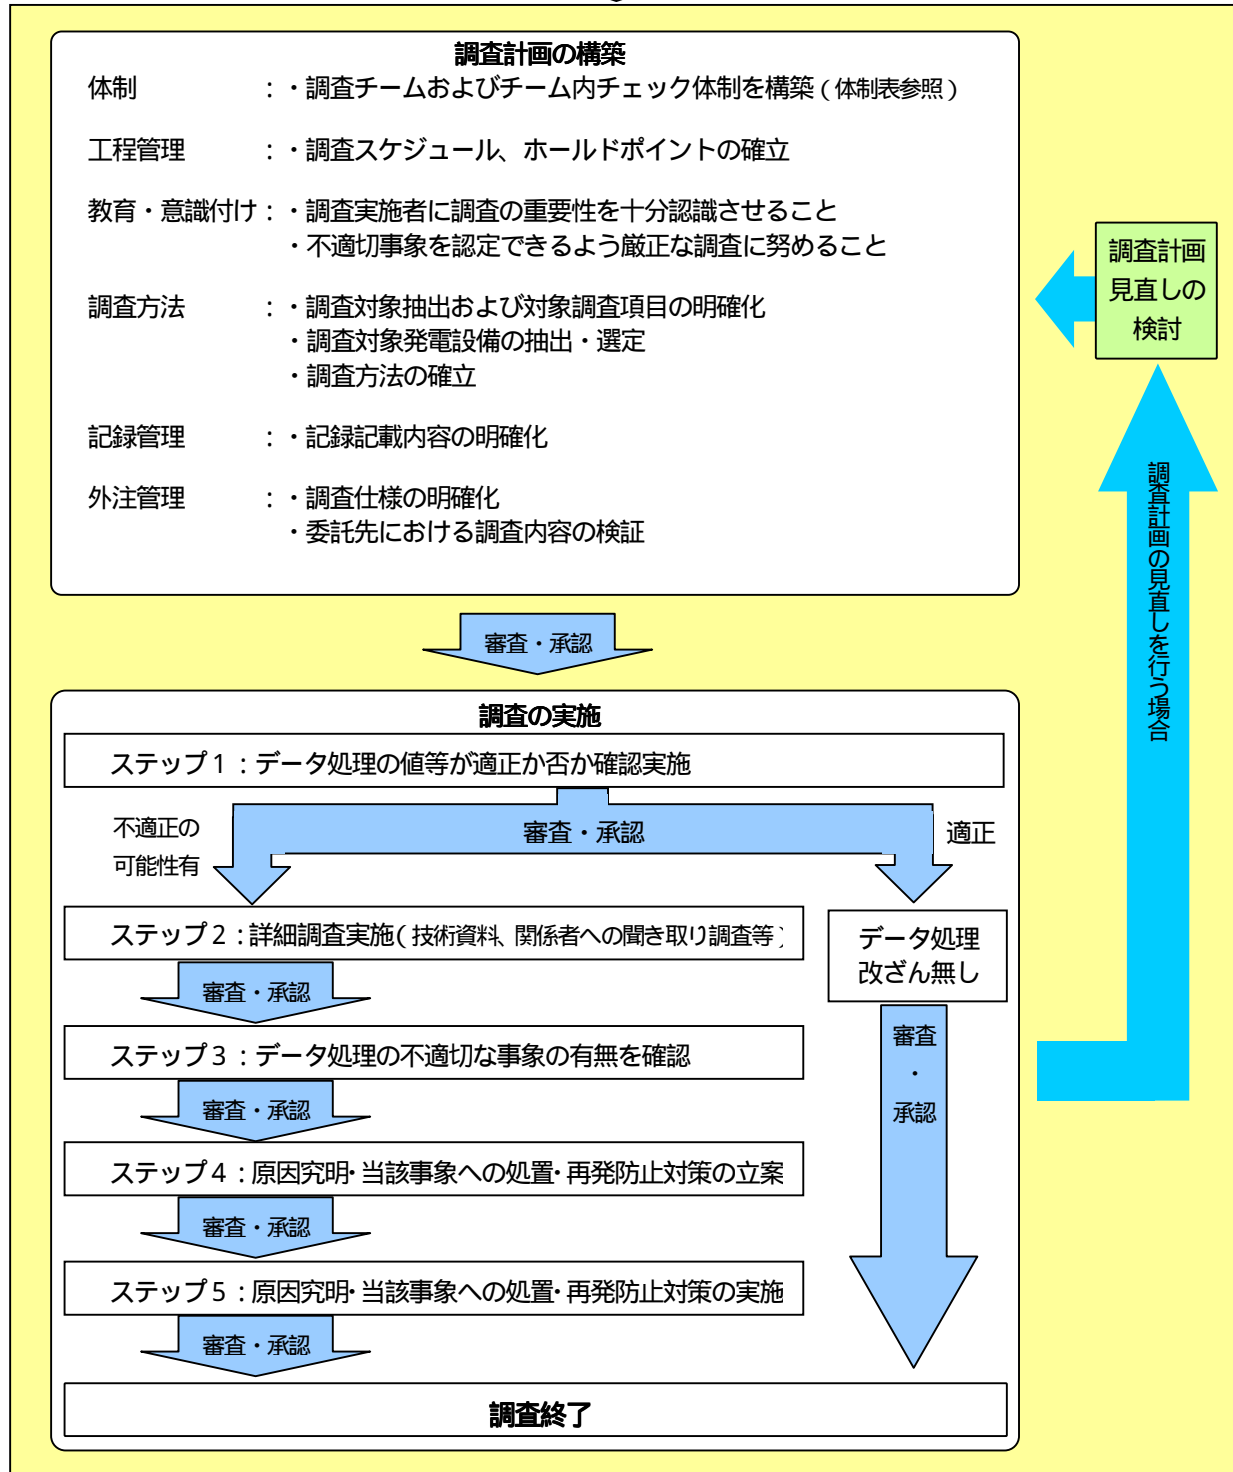 調査計画の構築
体制 :・調査チームおよびチーム内チェック体制を構築(体制表参照)
工程管理 :・調査スケジュール、ホールドポイントの確立
教育・意識付け:・調査実施者に調査の重要性を十分認識させること
・不適切事象を認定できるよう厳正な調査に努めること
調査方法 :・調査対象抽出および対象調査項目の明確化
・調査対象発電設備の抽出・選定
・調査方法の確立
記録管理 :・記録記載内容の明確化
外注管理 :・調査仕様の明確化
・委託先における調査内容の検証
調査計画
見直しの
検討
調査計画の見直しを行う場合
審査・承認
調査の実施
ステップ1:データ処理の値等が適正か否か確認実施
不適正の
可能性有
審査・承認
適正
ステップ2:詳細調査実施(技術資料、関係者への聞き取り調査等)
データ処理
改ざん無し
審査・承認
審査
・
承認
ステップ3:データ処理の不適切な事象の有無を確認
審査・承認
ステップ4:原因究明・当該事象への処置・再発防止対策の立案
審査・承認
ステップ5:原因究明・当該事象への処置・再発防止対策の実施
審査・承認
調査終了